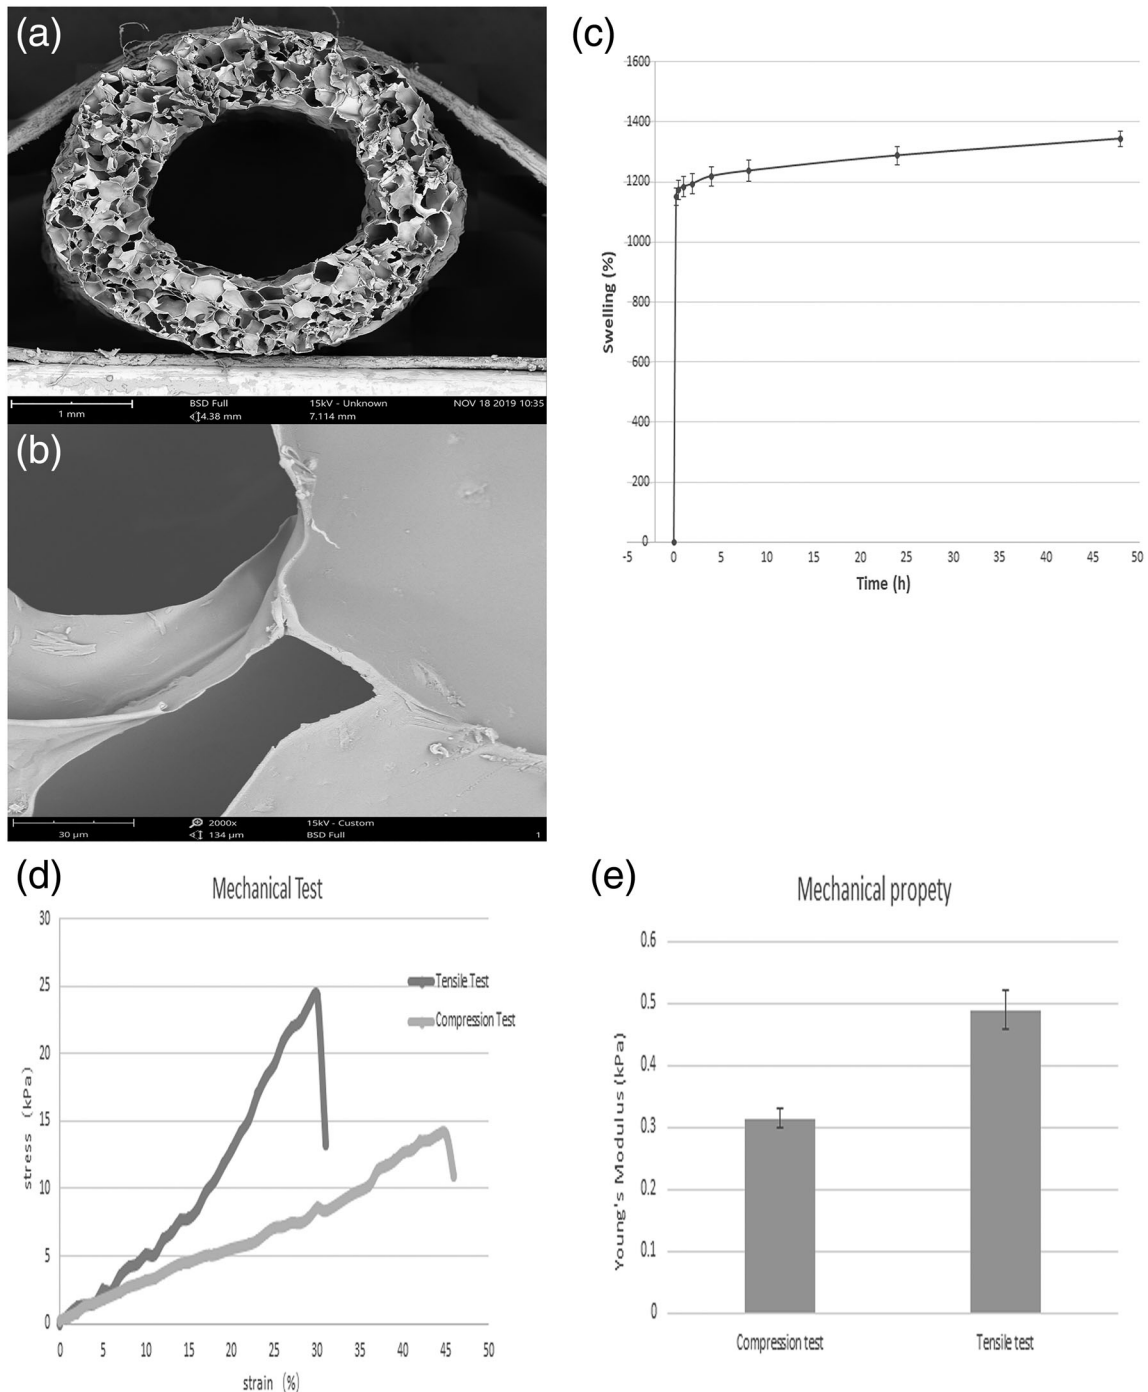 (a)
1 mm
BSD Full
4.38 mm
15kV - Unknown
7.114 mm
NOV 18 2019 10:35
(b)
30 µm
2000x
134 µm
15kV - Custom
BSD Full
1
(c)
1600
1400
1200
1000
800
600
400
200
0
Swelling (%)
-5 0 5 10 15 20 25 30 35 40 45 50
Time (h)
(d)
Mechanical Test
30
25
20
15
10
5
0
stress (kPa)
Tensile Test
Compression Test
0 5 10 15 20 25 30 35 40 45 50
strain (%)
(e)
Mechanical propety
0.6
0.5
0.4
0.3
0.2
0.1
0
Young's Modulus (kPa)
Compression test Tensile test